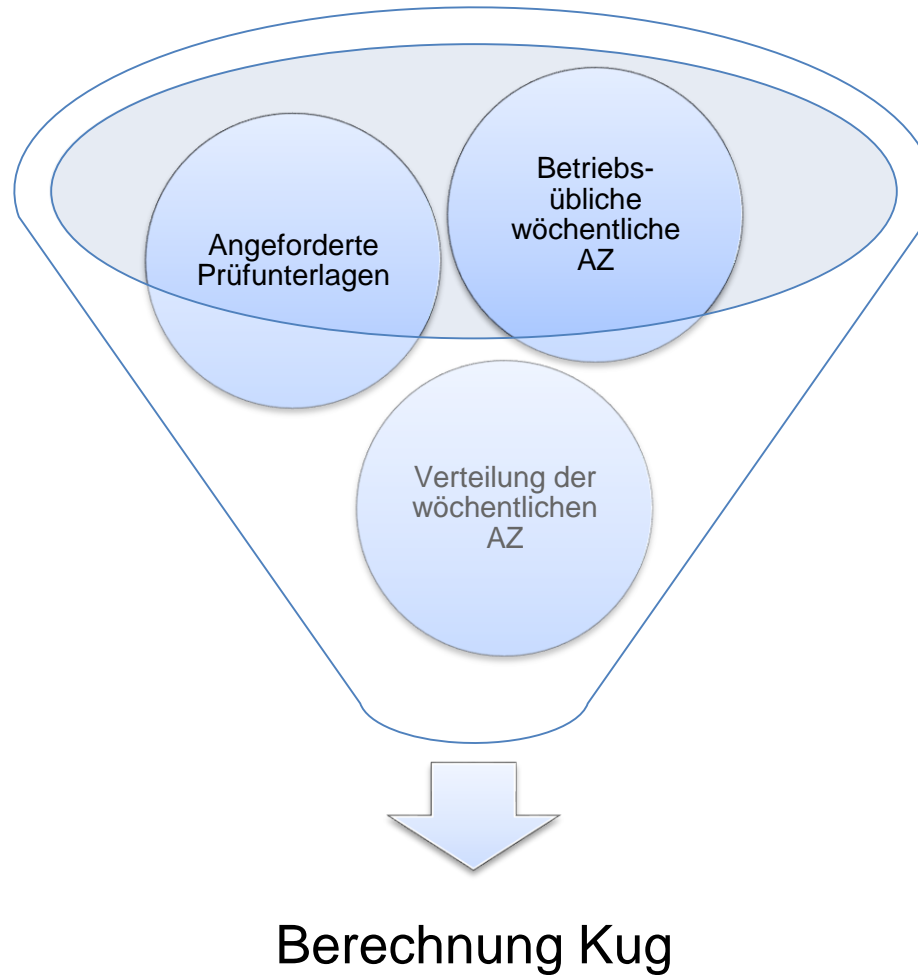 Angeforderte
Prüfunterlagen
Betriebs-
übliche
wöchentliche
AZ
Verteilung der
wöchentlichen
AZ
Berechnung Kug